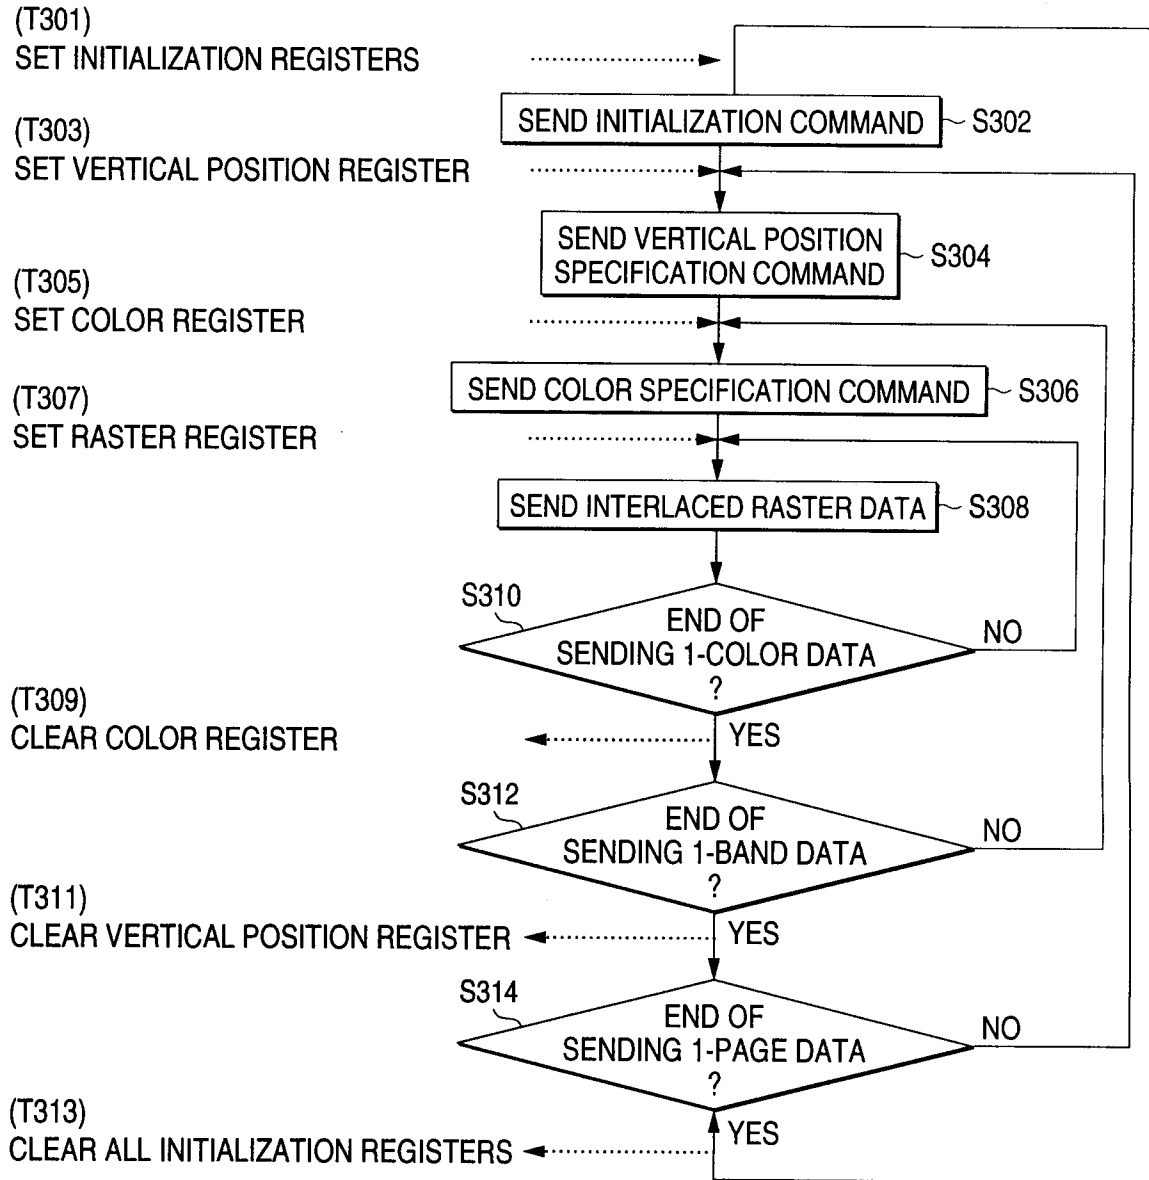 (T301)
SET INITIALIZATION REGISTERS
SEND INITIALIZATION COMMAND
S302
(T303)
SET VERTICAL POSITION REGISTER
SEND VERTICAL POSITION
SPECIFICATION COMMAND
S304
(T305)
SET COLOR REGISTER
SEND COLOR SPECIFICATION COMMAND
S306
(T307)
SET RASTER REGISTER
SEND INTERLACED RASTER DATA
S308
S310
END OF
SENDING 1-COLOR DATA
?
NO
(T309)
CLEAR COLOR REGISTER
YES
S312
END OF
SENDING 1-BAND DATA
?
NO
(T311)
CLEAR VERTICAL POSITION REGISTER
YES
S314
END OF
SENDING 1-PAGE DATA
?
NO
(T313)
CLEAR ALL INITIALIZATION REGISTERS
YES